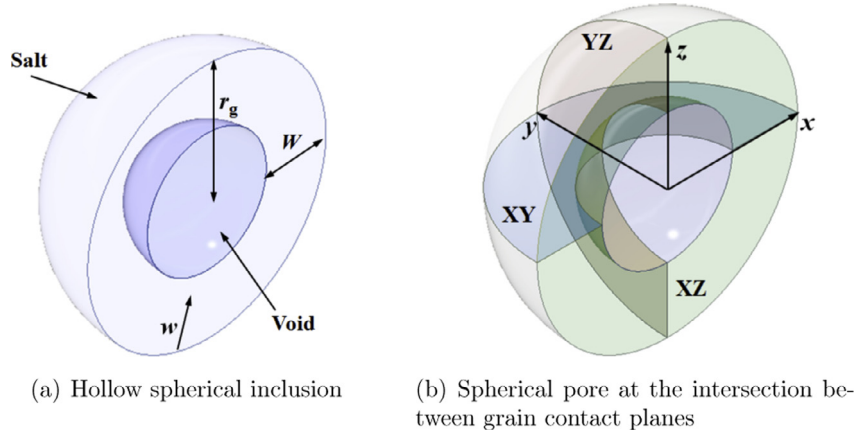 Salt
r_g
W
w
Void
YZ
z
y
x
XY
XZ
(a) Hollow spherical inclusion
(b) Spherical pore at the intersection be-
tween grain contact planes